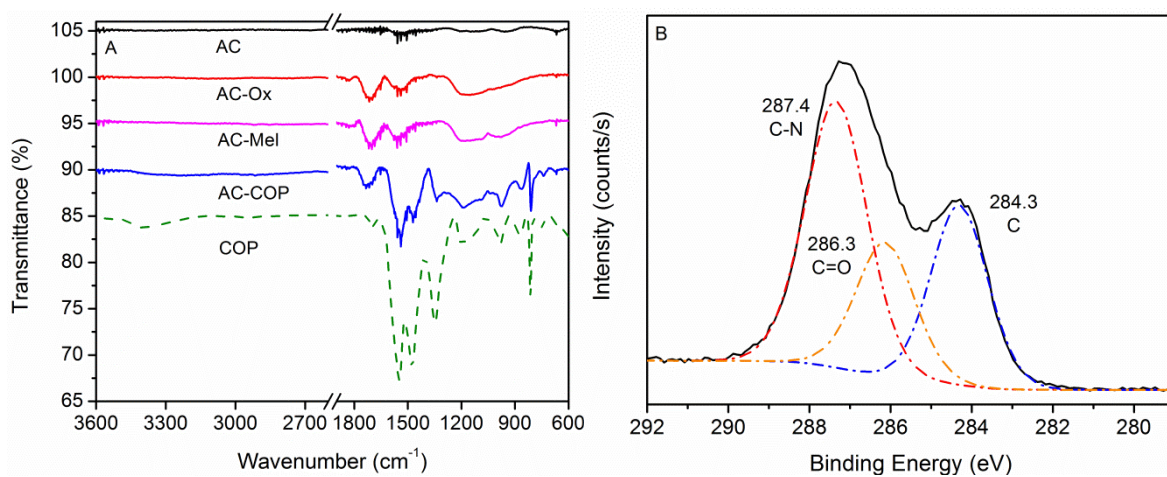 A
AC
AC-Ox
AC-Mel
AC-COP
COP
105
100
95
90
85
80
75
70
65
Transmittance (%)
3600 3000 2700 1800 1500 1200 900 600
Wavenumber (cm⁻¹)
B
287.4
C-N
286.3
C=O
284.3
C
Intensity (counts/s)
292 290 288 286 284 282 280
Binding Energy (eV)